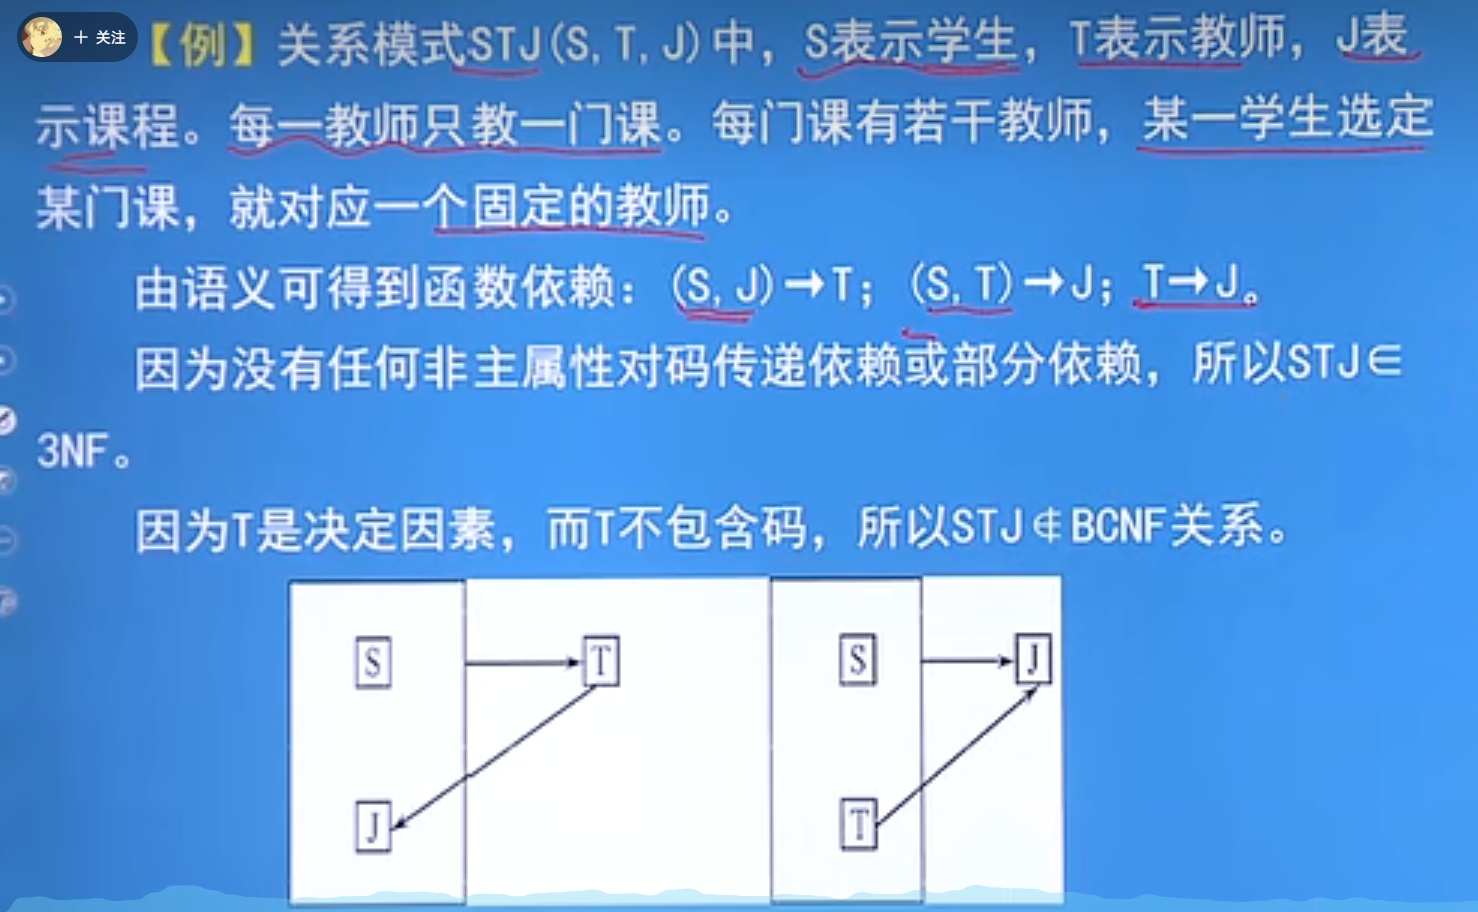 + 关注
【例】关系模式STJ(S, T, J)中，S表示学生，T表示教师，J表
示课程。每一教师只教一门课。每门课有若干教师，某一学生选定
某门课，就对应一个固定的教师。
由语义可得到函数依赖：(S, J)→T；(S, T)→J；T→J。
因为没有任何非主属性对码传递依赖或部分依赖，所以STJ∈
3NF。
因为T是决定因素，而T不包含码，所以STJ∉BCNF关系。
S T S J
J T